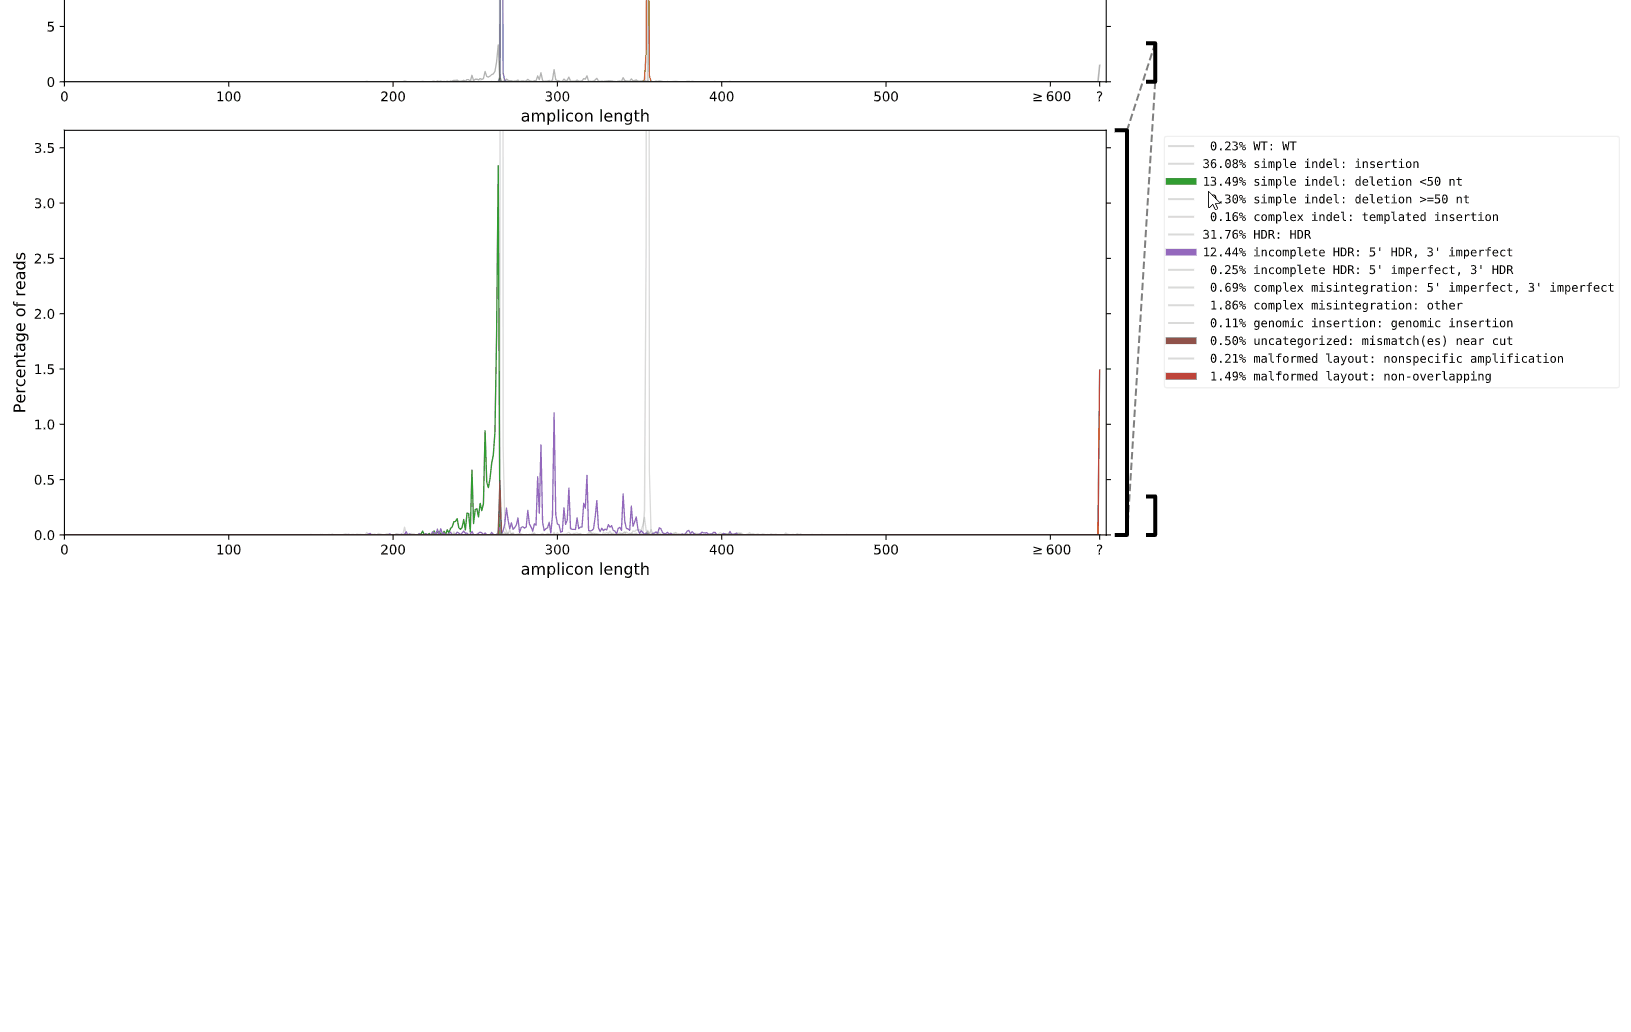 5
0
0 100 200 300 400 500 ≥600 ?
amplicon length
Percentage of reads
3.5
3.0
2.5
2.0
1.5
1.0
0.5
0.0
0 100 200 300 400 500 ≥600 ?
amplicon length
0.23% WT: WT
36.08% simple indel: insertion
13.49% simple indel: deletion <50 nt
.30% simple indel: deletion >=50 nt
0.16% complex indel: templated insertion
31.76% HDR: HDR
12.44% incomplete HDR: 5' HDR, 3' imperfect
0.25% incomplete HDR: 5' imperfect, 3' HDR
0.69% complex misintegration: 5' imperfect, 3' imperfect
1.86% complex misintegration: other
0.11% genomic insertion: genomic insertion
0.50% uncategorized: mismatch(es) near cut
0.21% malformed layout: nonspecific amplification
1.49% malformed layout: non-overlapping